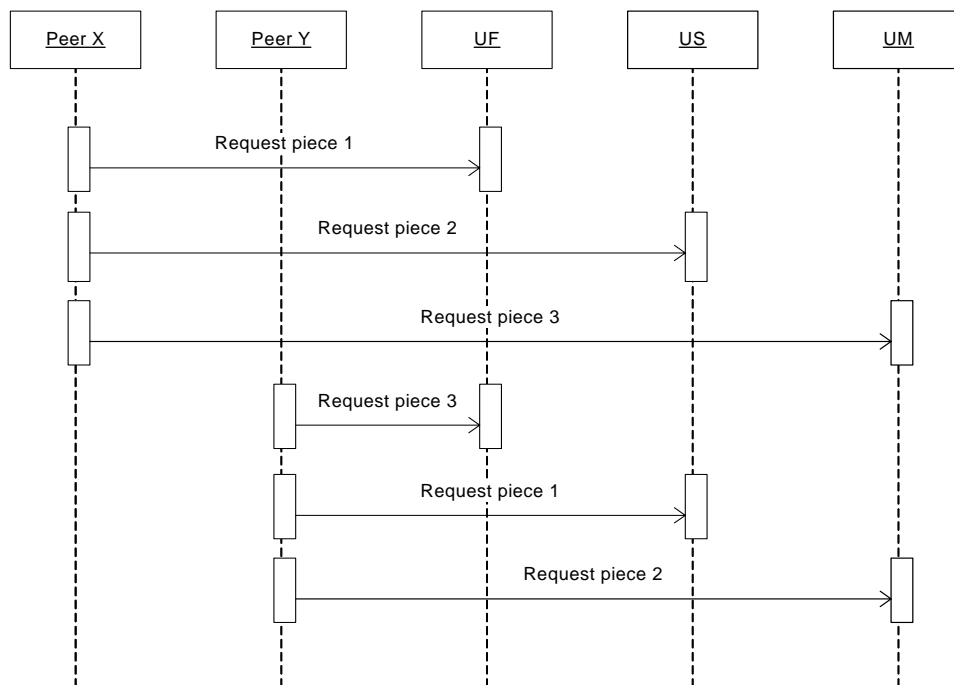 Peer X
Peer Y
UF
US
UM
Request piece 1
Request piece 2
Request piece 3
Request piece 3
Request piece 1
Request piece 2